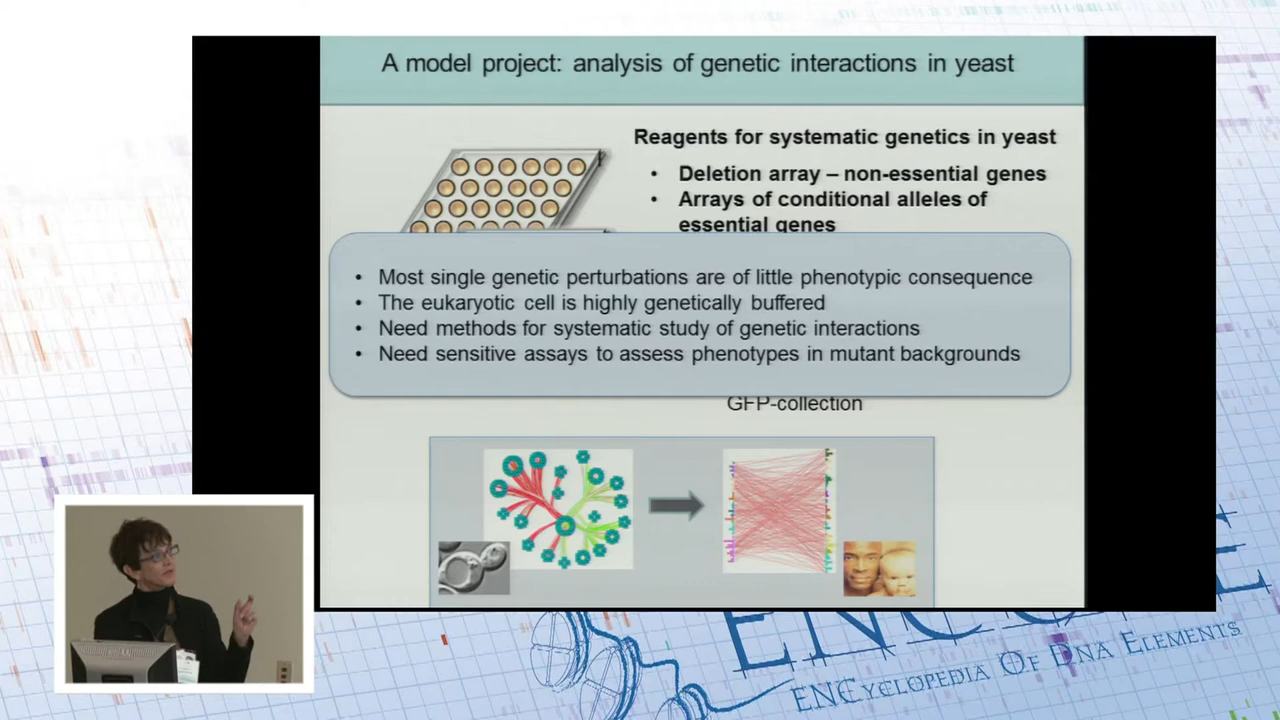 A model project: analysis of genetic interactions in yeast
Reagents for systematic genetics in yeast
• Deletion array – non-essential genes
• Arrays of conditional alleles of
essential genes
• Most single genetic perturbations are of little phenotypic consequence
• The eukaryotic cell is highly genetically buffered
• Need methods for systematic study of genetic interactions
• Need sensitive assays to assess phenotypes in mutant backgrounds
GFP-collection
ENCODE
ENCYCLOPEDIA OF DNA ELEMENTS